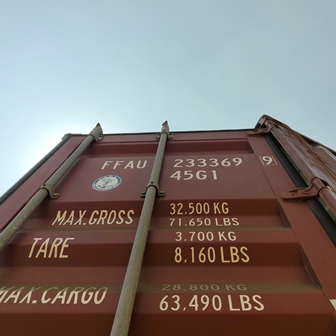 FFAU 233369 9
45G1
MAX.GROSS 32.500 KG
71.650 LBS
TARE 3.700 KG
8.160 LBS
MAX.CARGO 28.800 KG
63.490 LBS